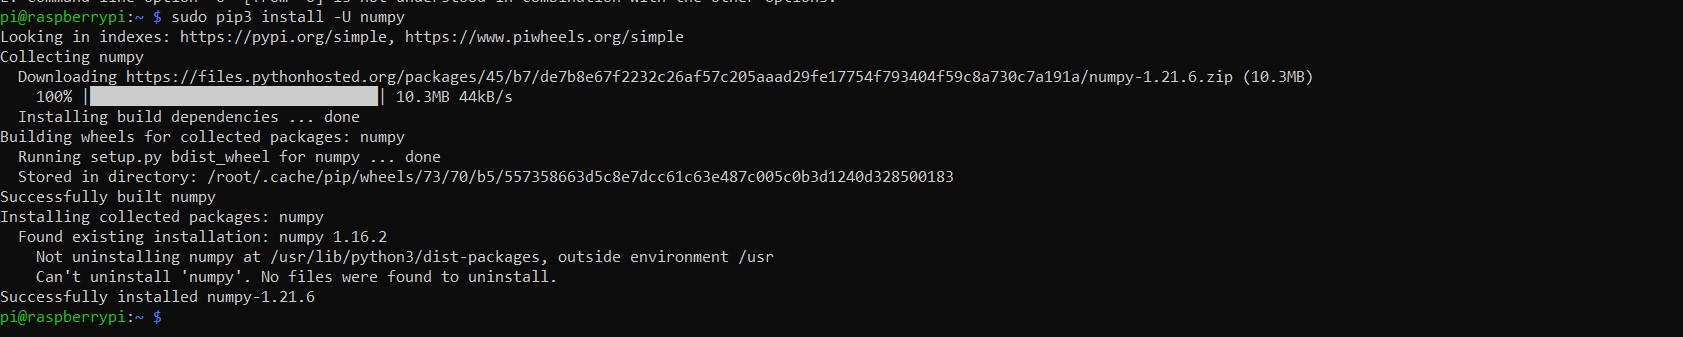 pi@raspberrypi:~ $ sudo pip3 install -U numpy
Looking in indexes: https://pypi.org/simple, https://www.piwheels.org/simple
Collecting numpy
Downloading https://files.pythonhosted.org/packages/45/b7/de7b8e67f2232c26af57c205aaad29fe17754f793404f59c8a730c7a191a/numpy-1.21.6.zip (10.3MB)
100% || 10.3MB 44kB/s
Installing build dependencies ... done
Building wheels for collected packages: numpy
Running setup.py bdist_wheel for numpy ... done
Stored in directory: /root/.cache/pip/wheels/73/70/b5/557358663d5c8e7dcc61c63e487c005c0b3d1240d328500183
Successfully built numpy
Installing collected packages: numpy
Found existing installation: numpy 1.16.2
Not uninstalling numpy at /usr/lib/python3/dist-packages, outside environment /usr
Can't uninstall 'numpy'. No files were found to uninstall.
Successfully installed numpy-1.21.6
pi@raspberrypi:~ $